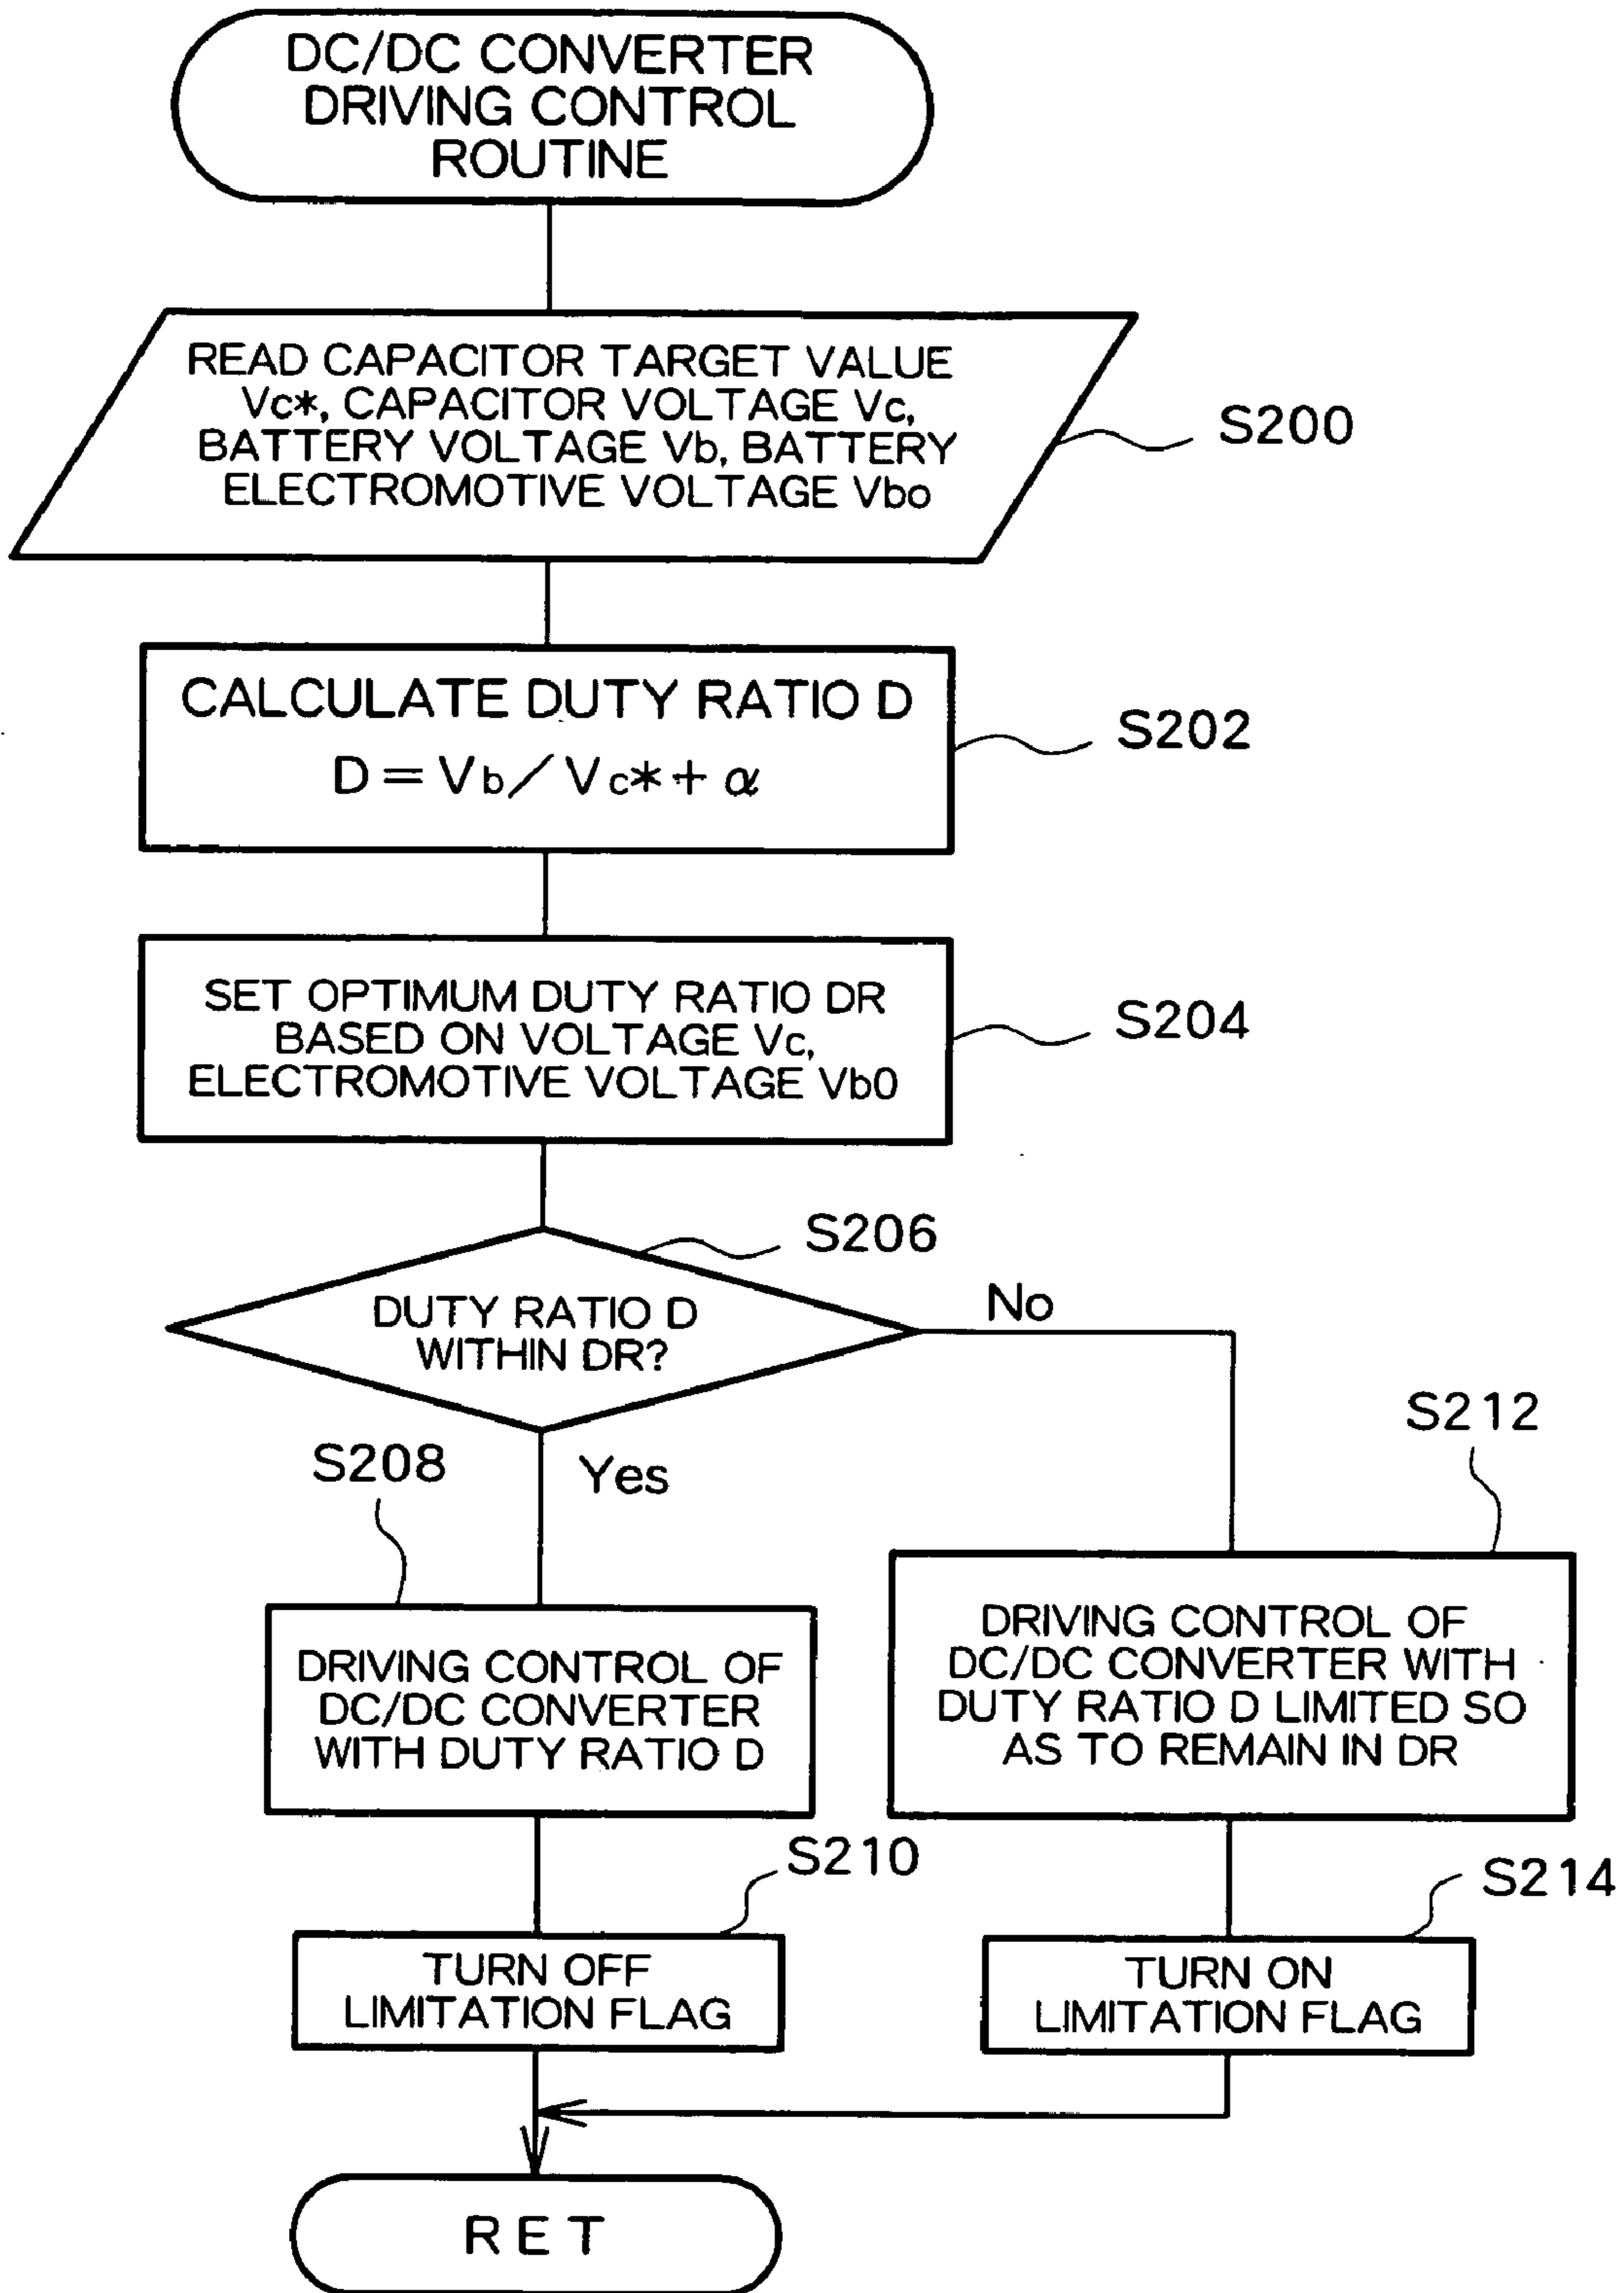 DC/DC CONVERTER
DRIVING CONTROL
ROUTINE
READ CAPACITOR TARGET VALUE
Vc*, CAPACITOR VOLTAGE Vc,
BATTERY VOLTAGE Vb, BATTERY
ELECTROMOTIVE VOLTAGE Vbo
S200
CALCULATE DUTY RATIO D
D = Vb / Vc* + α
S202
SET OPTIMUM DUTY RATIO DR
BASED ON VOLTAGE Vc,
ELECTROMOTIVE VOLTAGE Vb0
S204
S206
DUTY RATIO D
WITHIN DR?
No
Yes
S208
DRIVING CONTROL OF
DC/DC CONVERTER
WITH DUTY RATIO D
S212
DRIVING CONTROL OF
DC/DC CONVERTER WITH
DUTY RATIO D LIMITED SO
AS TO REMAIN IN DR
S210
TURN OFF
LIMITATION FLAG
S214
TURN ON
LIMITATION FLAG
RET